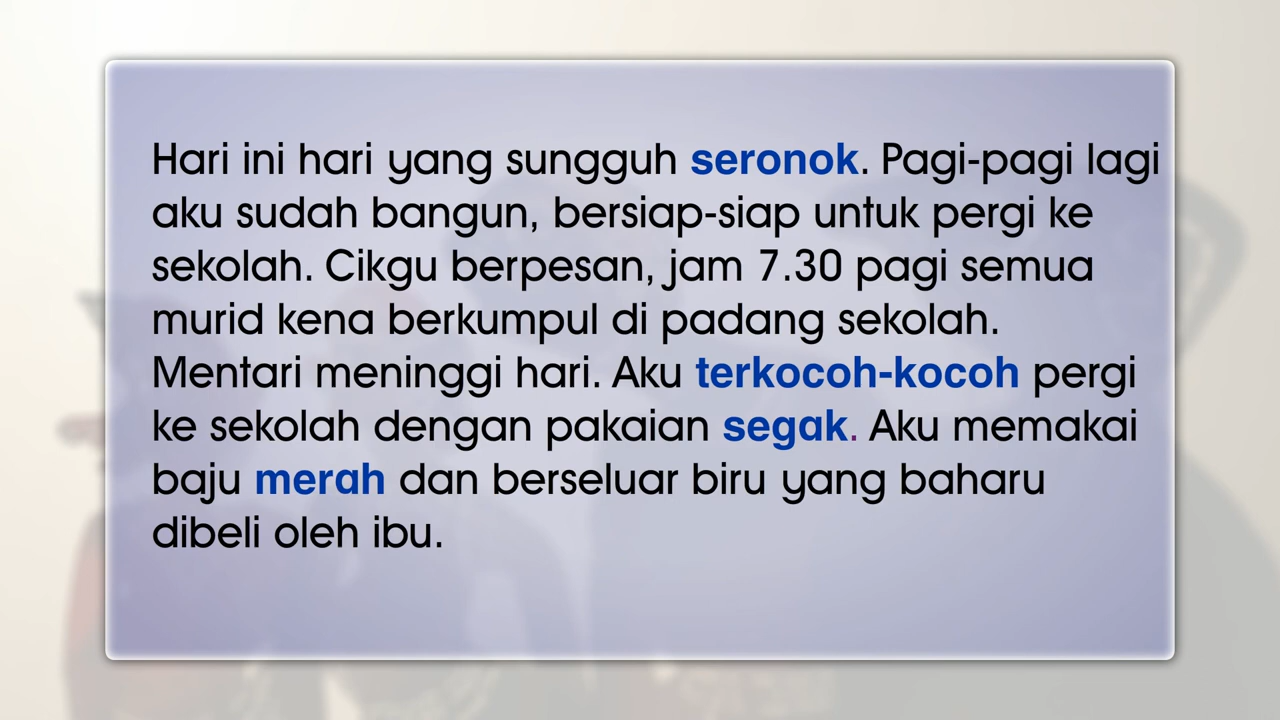 Hari ini hari yang sungguh seronok. Pagi-pagi lagi
aku sudah bangun, bersiap-siap untuk pergi ke
sekolah. Cikgu berpesan, jam 7.30 pagi semua
murid kena berkumpul di padang sekolah.
Mentari meninggi hari. Aku terkocoh-kocoh pergi
ke sekolah dengan pakaian segak. Aku memakai
baju merah dan berseluar biru yang baharu
dibeli oleh ibu.